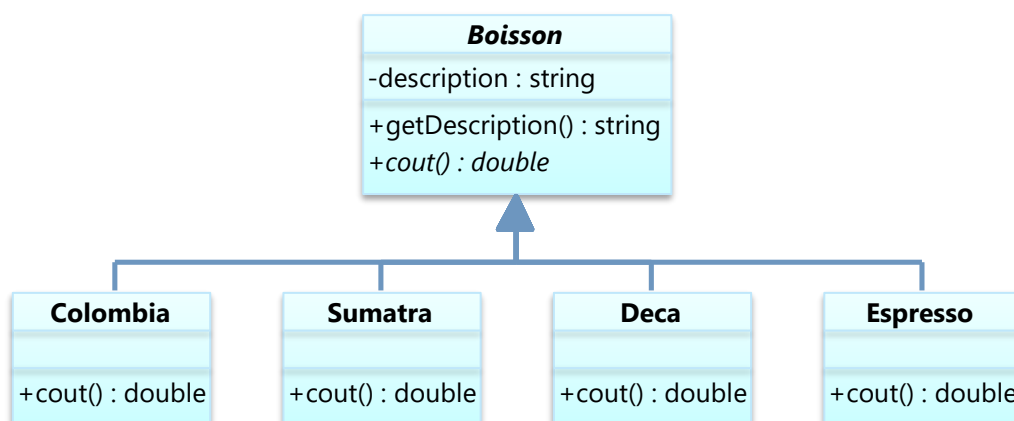 Boisson
-description : string
+getDescription() : string
+cout() : double
Colombia
+cout() : double
Sumatra
+cout() : double
Deca
+cout() : double
Espresso
+cout() : double